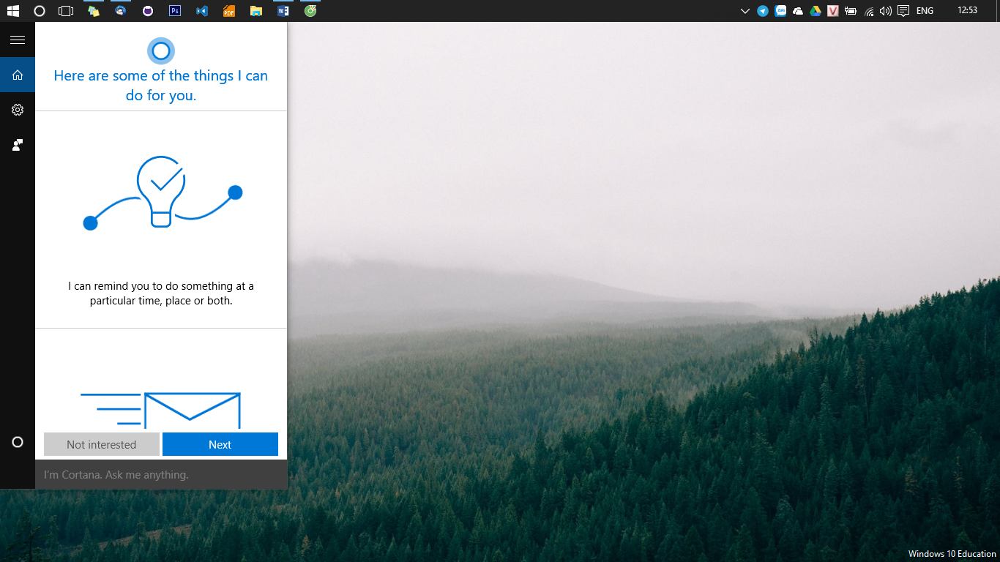 Ps
PDF
Zalo
V
ENG
12:53
Here are some of the things I can
do for you.
I can remind you to do something at a
particular time, place or both.
Not interested
Next
I'm Cortana. Ask me anything.
Windows 10 Education